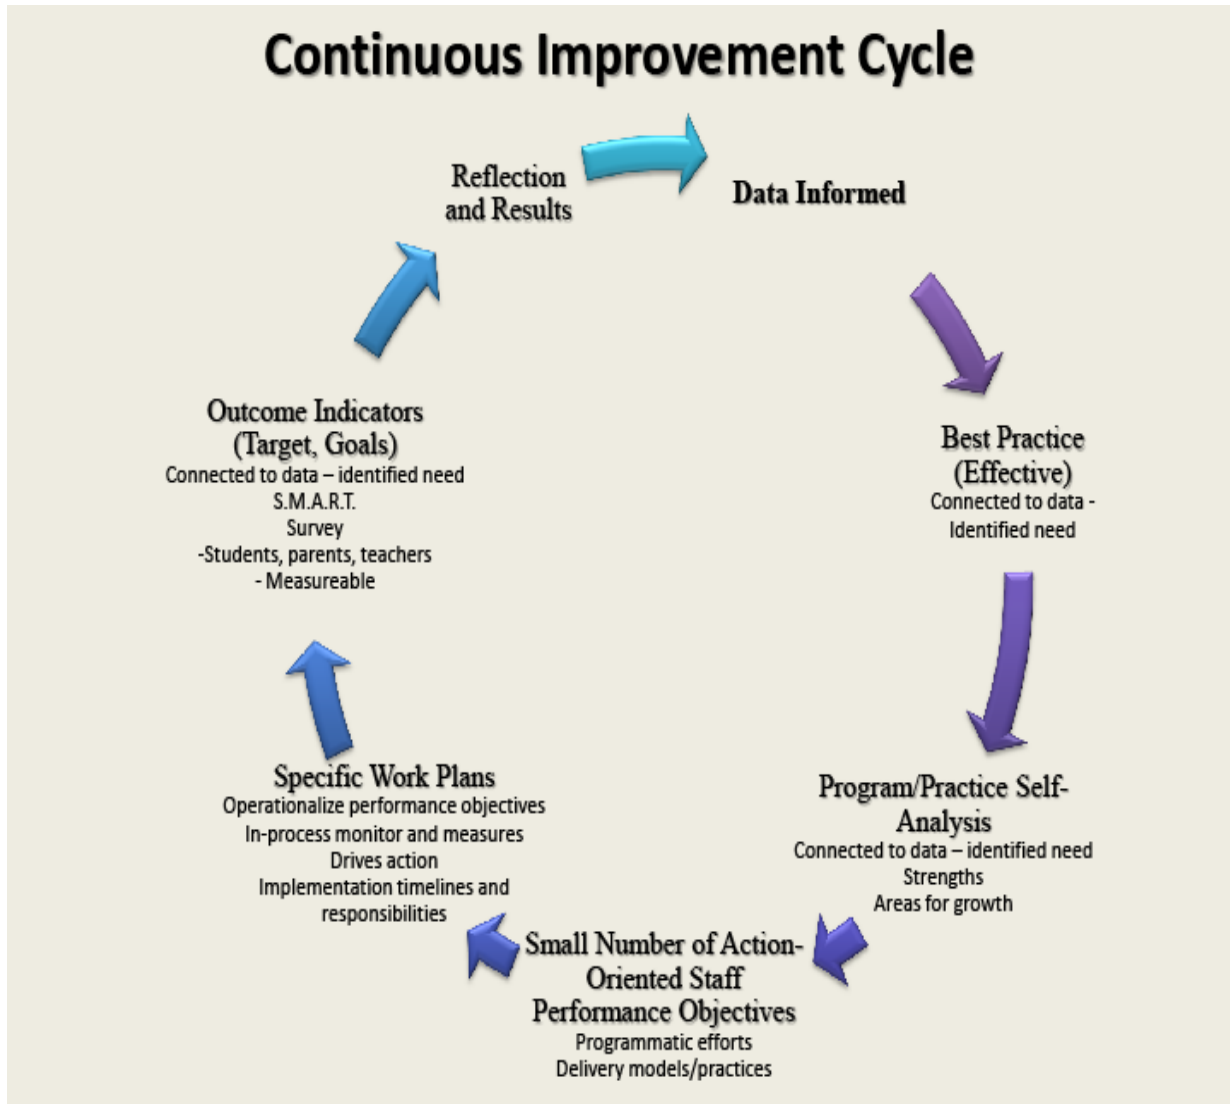 Continuous Improvement Cycle
Reflection
and Results
Data Informed
Best Practice
(Effective)
Connected to data -
Identified need
Program/Practice Self-
Analysis
Connected to data – identified need
Strengths
Areas for growth
Small Number of Action-
Oriented Staff
Performance Objectives
Programmatic efforts
Delivery models/practices
Specific Work Plans
Operationalize performance objectives
In-process monitor and measures
Drives action
Implementation timelines and
responsibilities
Outcome Indicators
(Target, Goals)
Connected to data – identified need
S.M.A.R.T.
Survey
-Students, parents, teachers
- Measureable